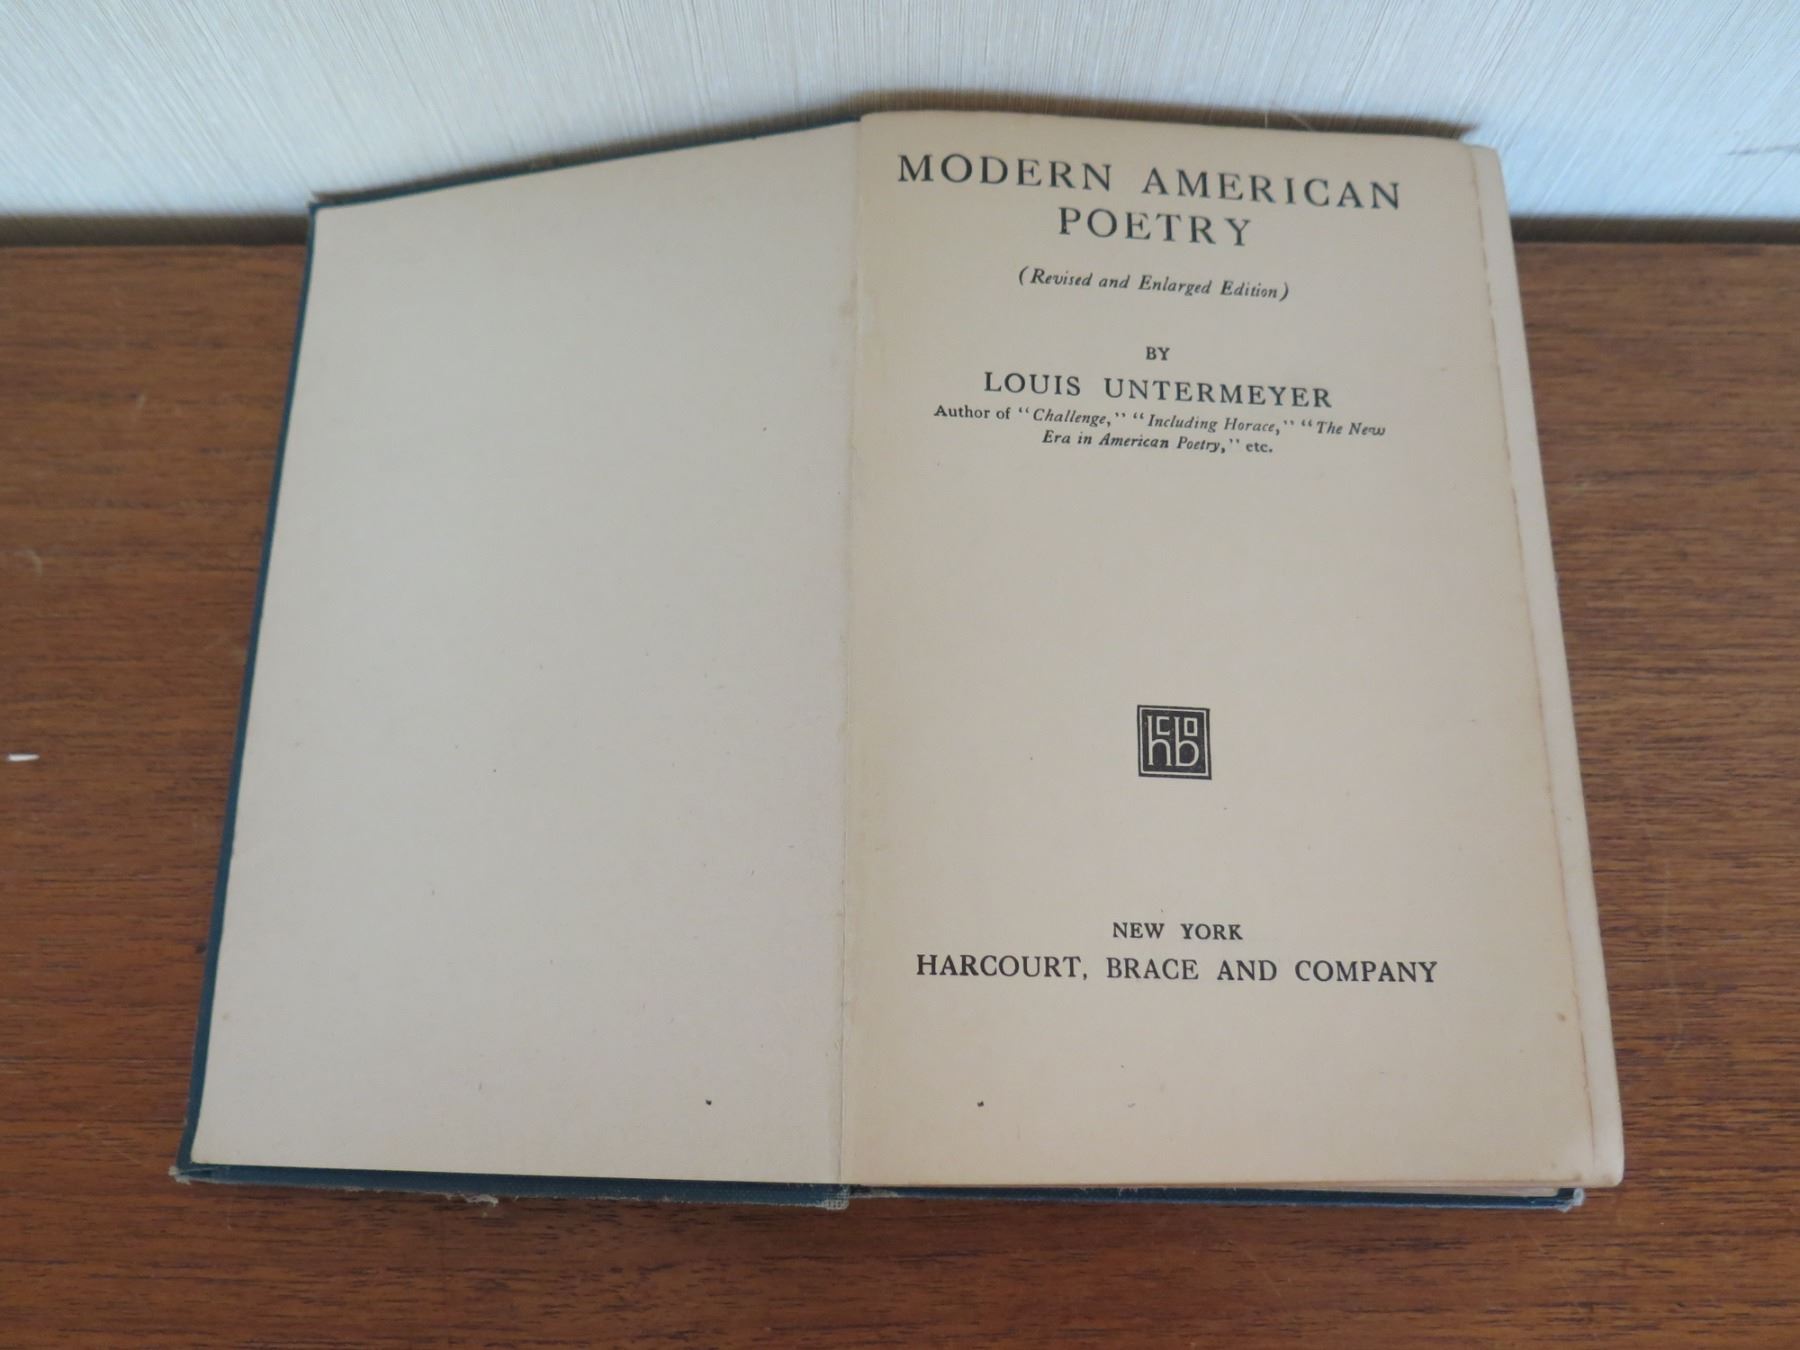 MODERN AMERICAN
POETRY
(Revised and Enlarged Edition)
BY
LOUIS UNTERMEYER
Author of "Challenge," "Including Horace," "The New
Era in American Poetry," etc.
hb
NEW YORK
HARCOURT, BRACE AND COMPANY